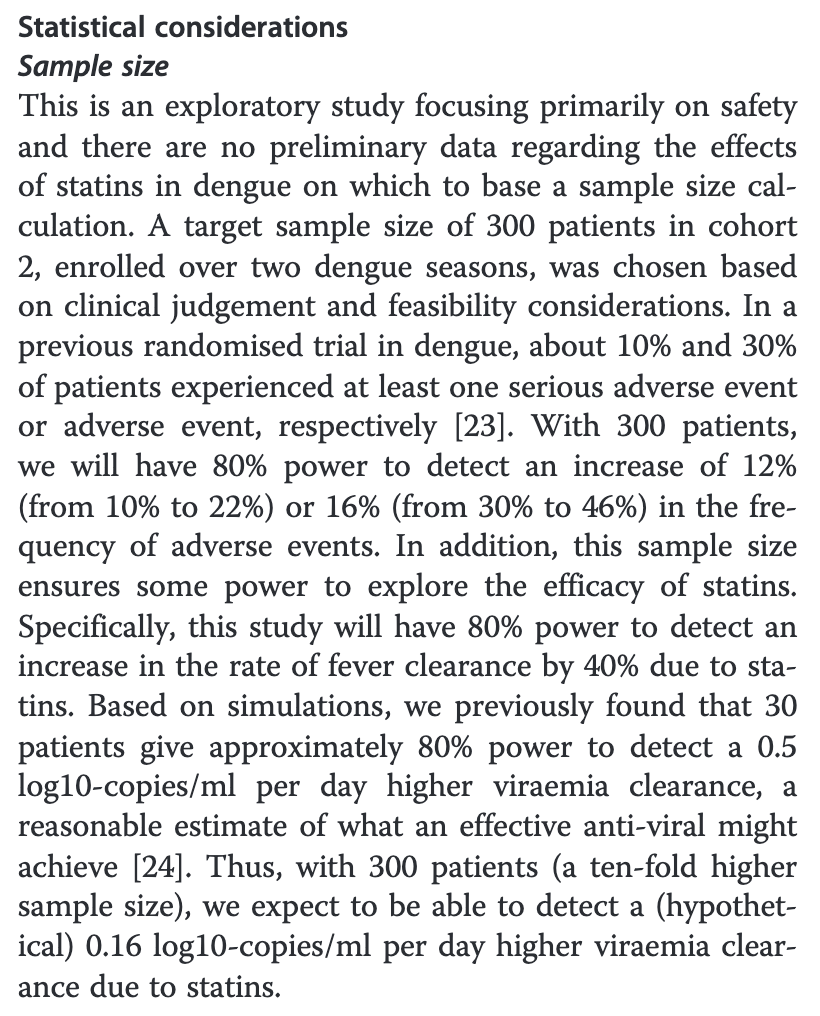 Statistical considerations
Sample size
This is an exploratory study focusing primarily on safety
and there are no preliminary data regarding the effects
of statins in dengue on which to base a sample size cal-
culation. A target sample size of 300 patients in cohort
2, enrolled over two dengue seasons, was chosen based
on clinical judgement and feasibility considerations. In a
previous randomised trial in dengue, about 10% and 30%
of patients experienced at least one serious adverse event
or adverse event, respectively [23]. With 300 patients,
we will have 80% power to detect an increase of 12%
(from 10% to 22%) or 16% (from 30% to 46%) in the fre-
quency of adverse events. In addition, this sample size
ensures some power to explore the efficacy of statins.
Specifically, this study will have 80% power to detect an
increase in the rate of fever clearance by 40% due to sta-
tins. Based on simulations, we previously found that 30
patients give approximately 80% power to detect a 0.5
log10-copies/ml per day higher viraemia clearance, a
reasonable estimate of what an effective anti-viral might
achieve [24]. Thus, with 300 patients (a ten-fold higher
sample size), we expect to be able to detect a (hypothet-
ical) 0.16 log10-copies/ml per day higher viraemia clear-
ance due to statins.